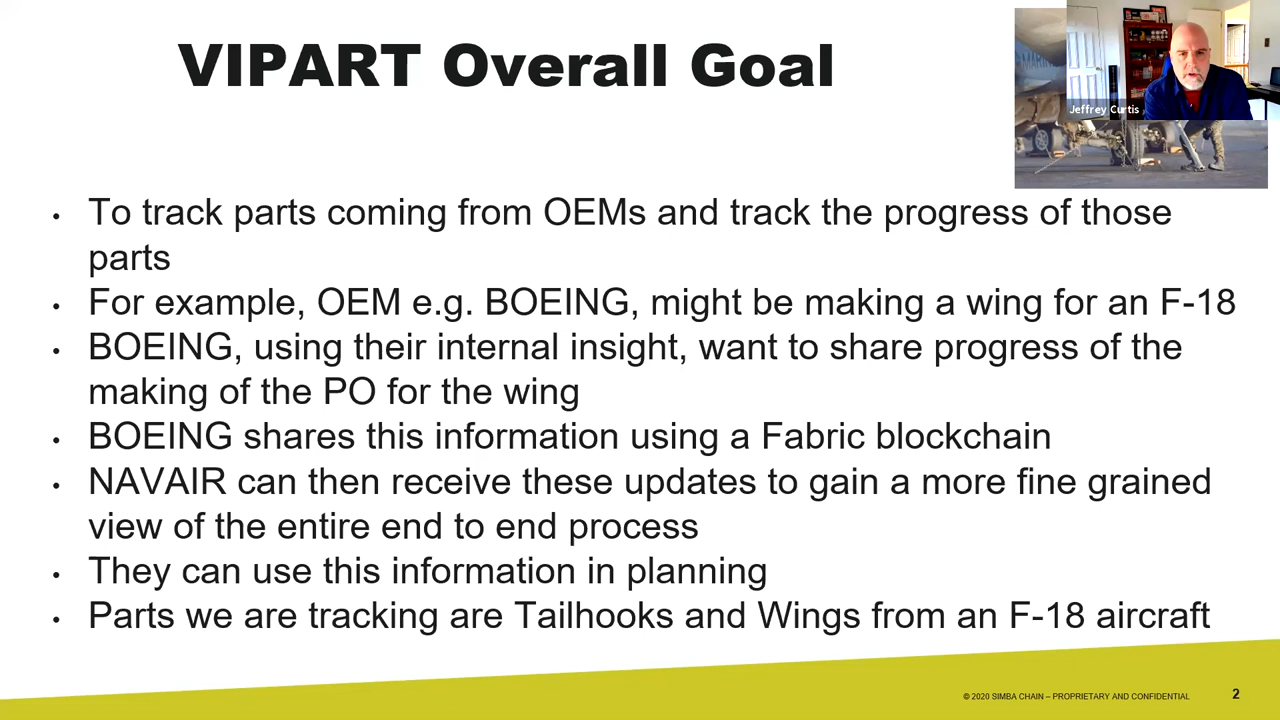 VIPART Overall Goal
Jeffrey Curtis
• To track parts coming from OEMs and track the progress of those
parts
• For example, OEM e.g. BOEING, might be making a wing for an F-18
• BOEING, using their internal insight, want to share progress of the
making of the PO for the wing
• BOEING shares this information using a Fabric blockchain
• NAVAIR can then receive these updates to gain a more fine grained
view of the entire end to end process
• They can use this information in planning
• Parts we are tracking are Tailhooks and Wings from an F-18 aircraft
© 2020 SIMBA CHAIN – PROPRIETARY AND CONFIDENTIAL
2